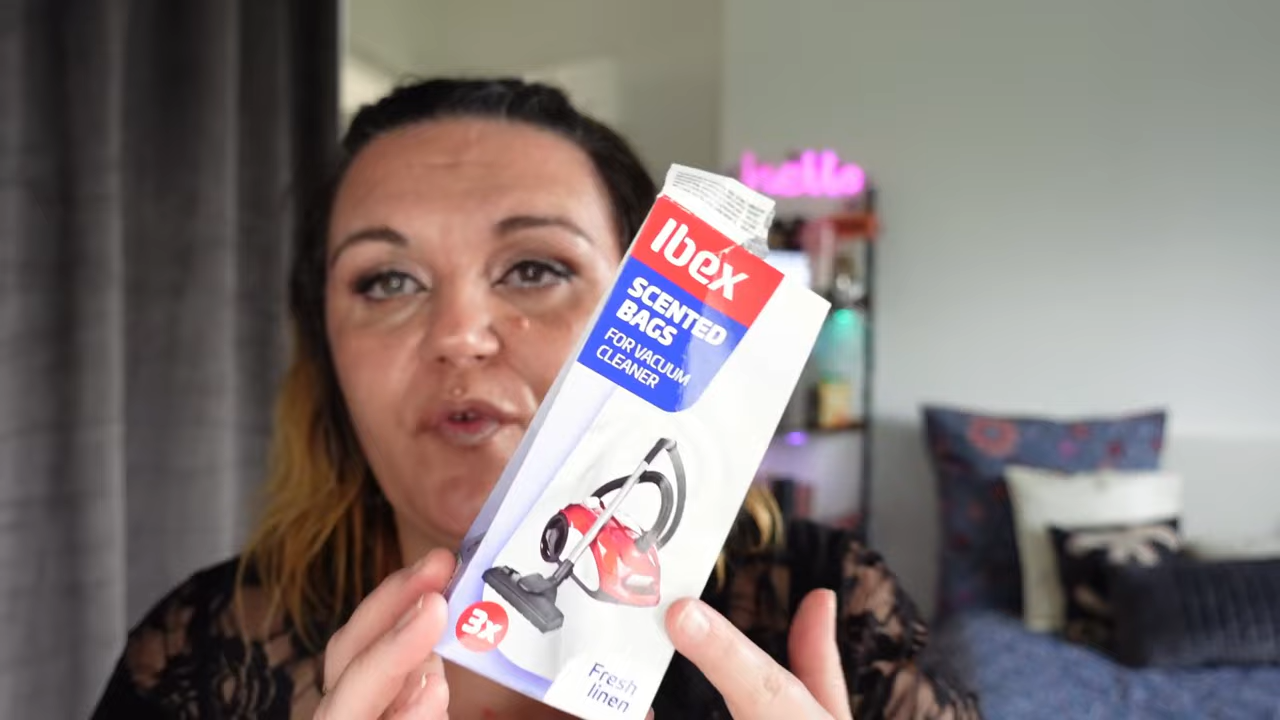 hello
Ibex
SCENTED
BAGS
FOR VACUUM
CLEANER
3x
Fresh
linen